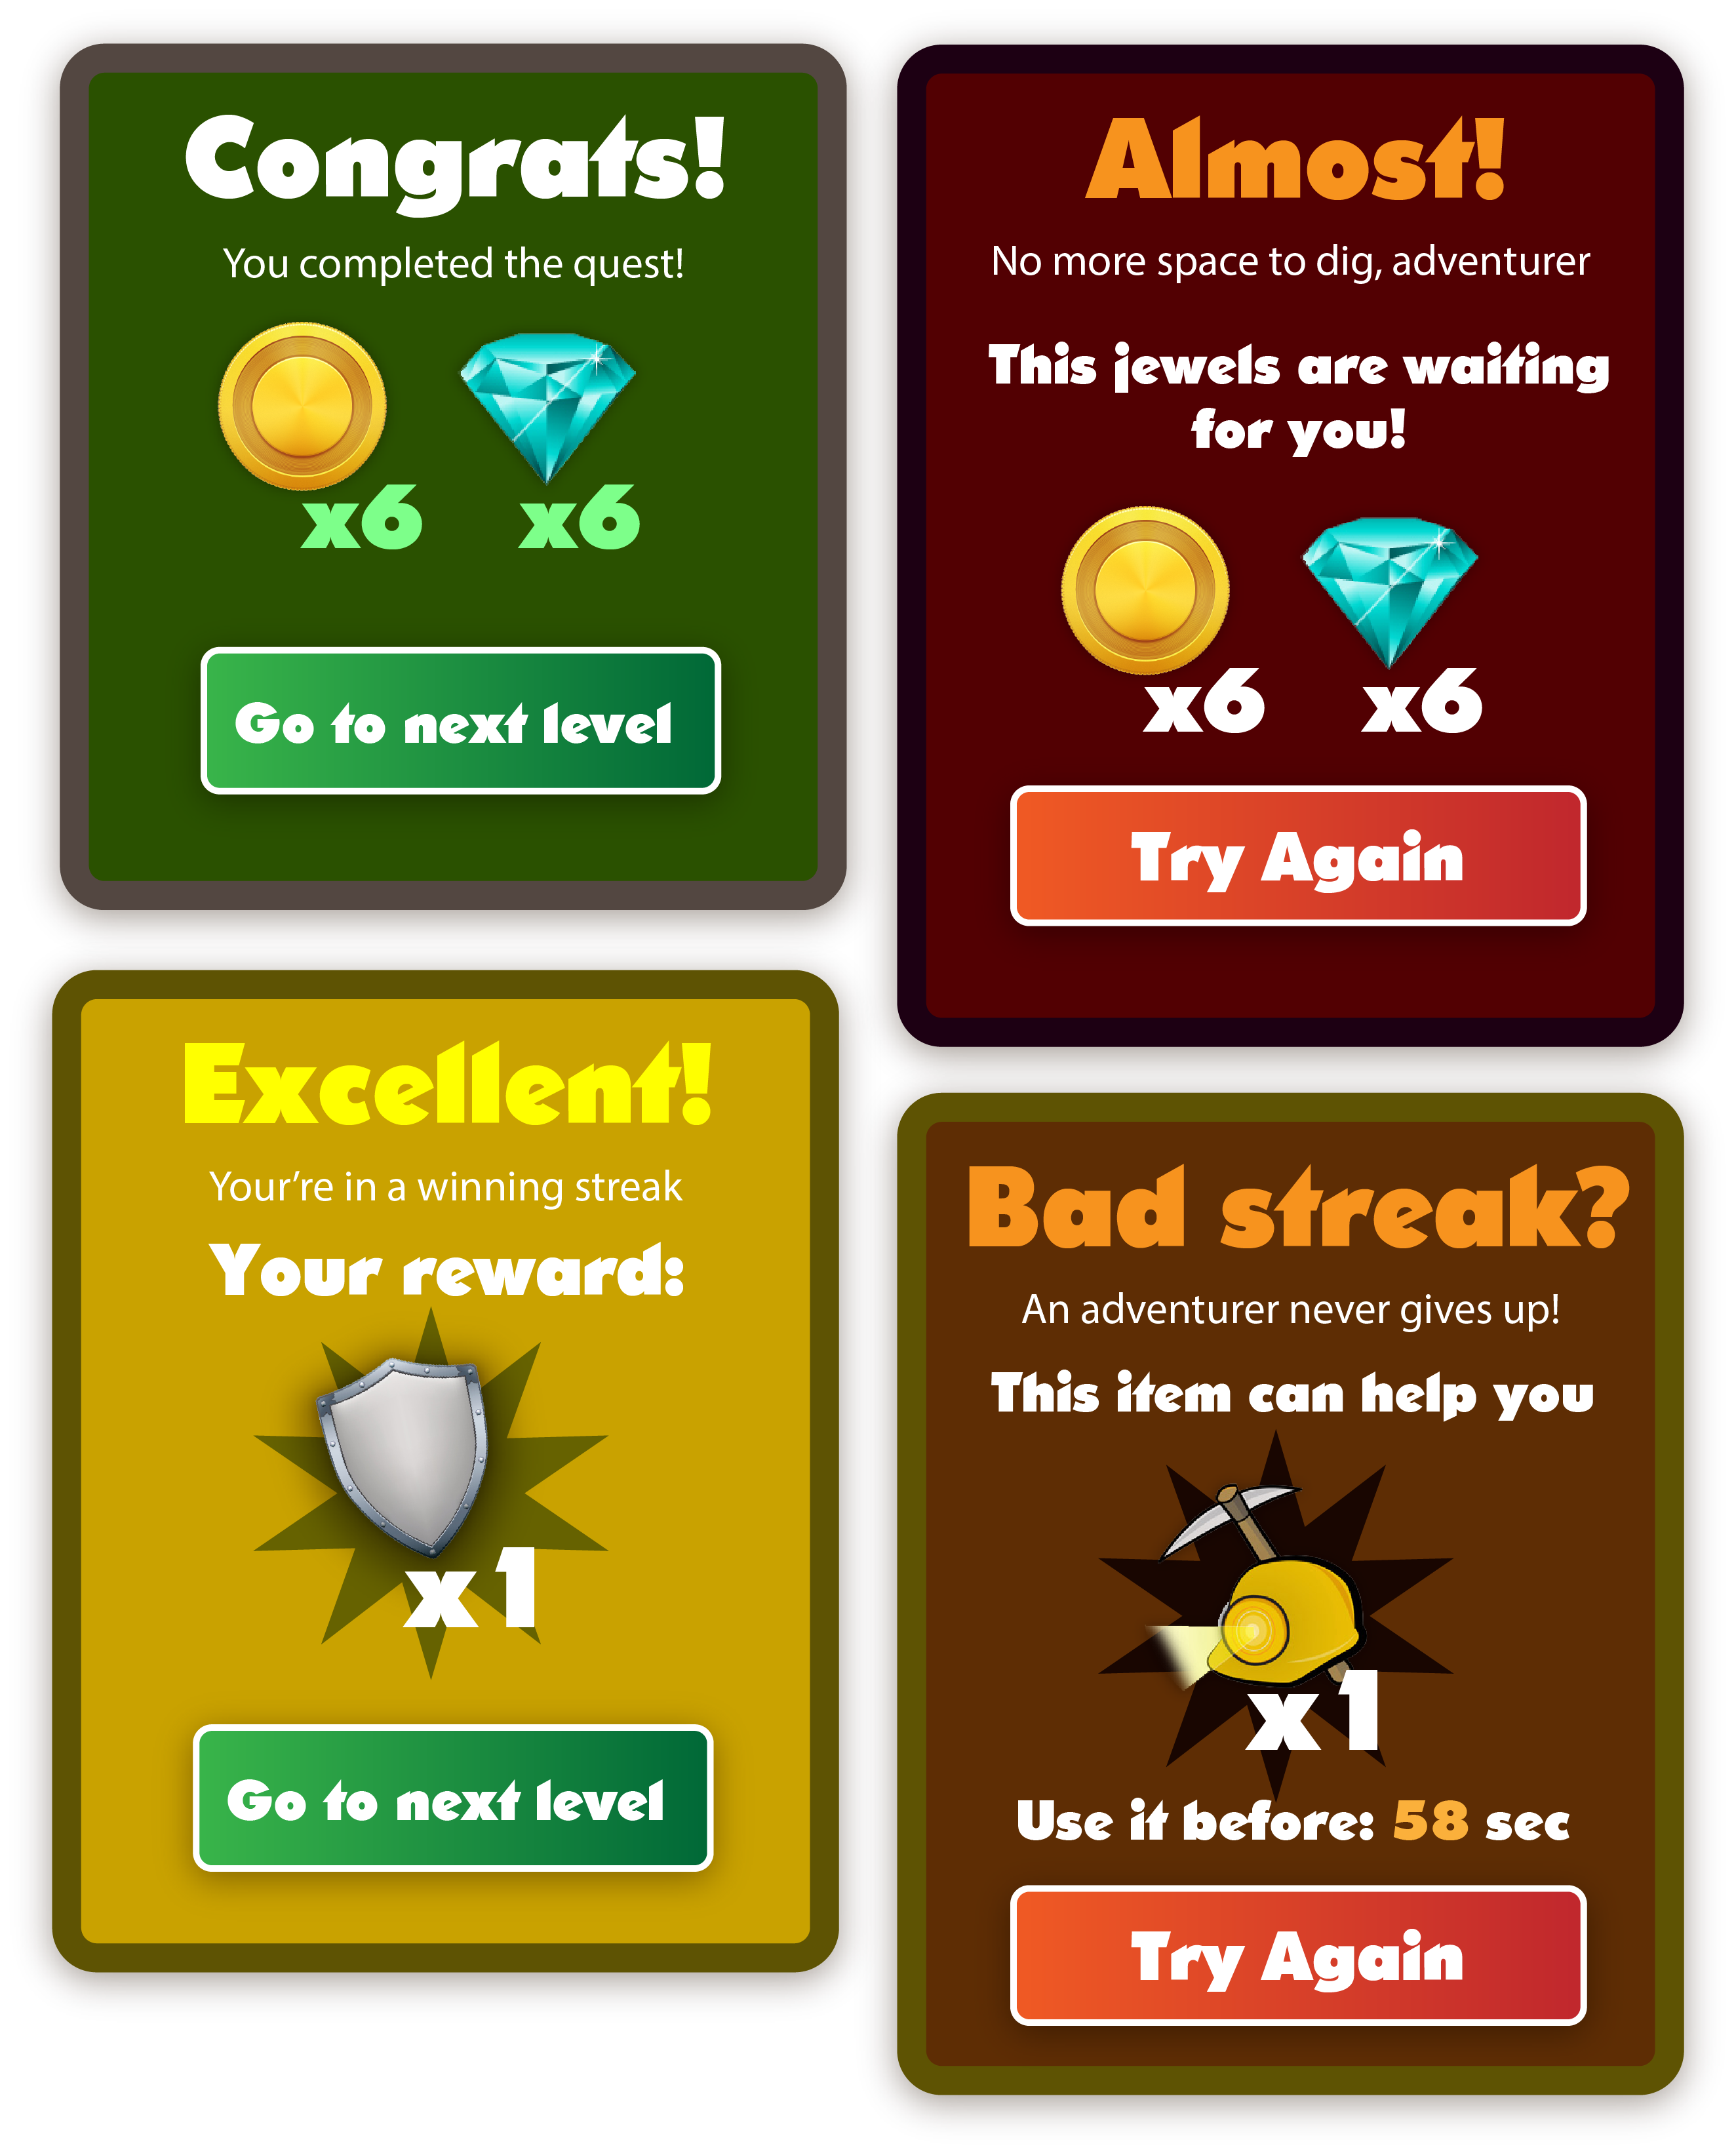 Congrats!
You completed the quest!
x6 x6
Go to next level
Almost!
No more space to dig, adventurer
This jewels are waiting
for you!
x6 x6
Try Again
Excellent!
Your’re in a winning streak
Your reward:
x1
Go to next level
Bad streak?
An adventurer never gives up!
This item can help you
x1
Use it before: 58 sec
Try Again